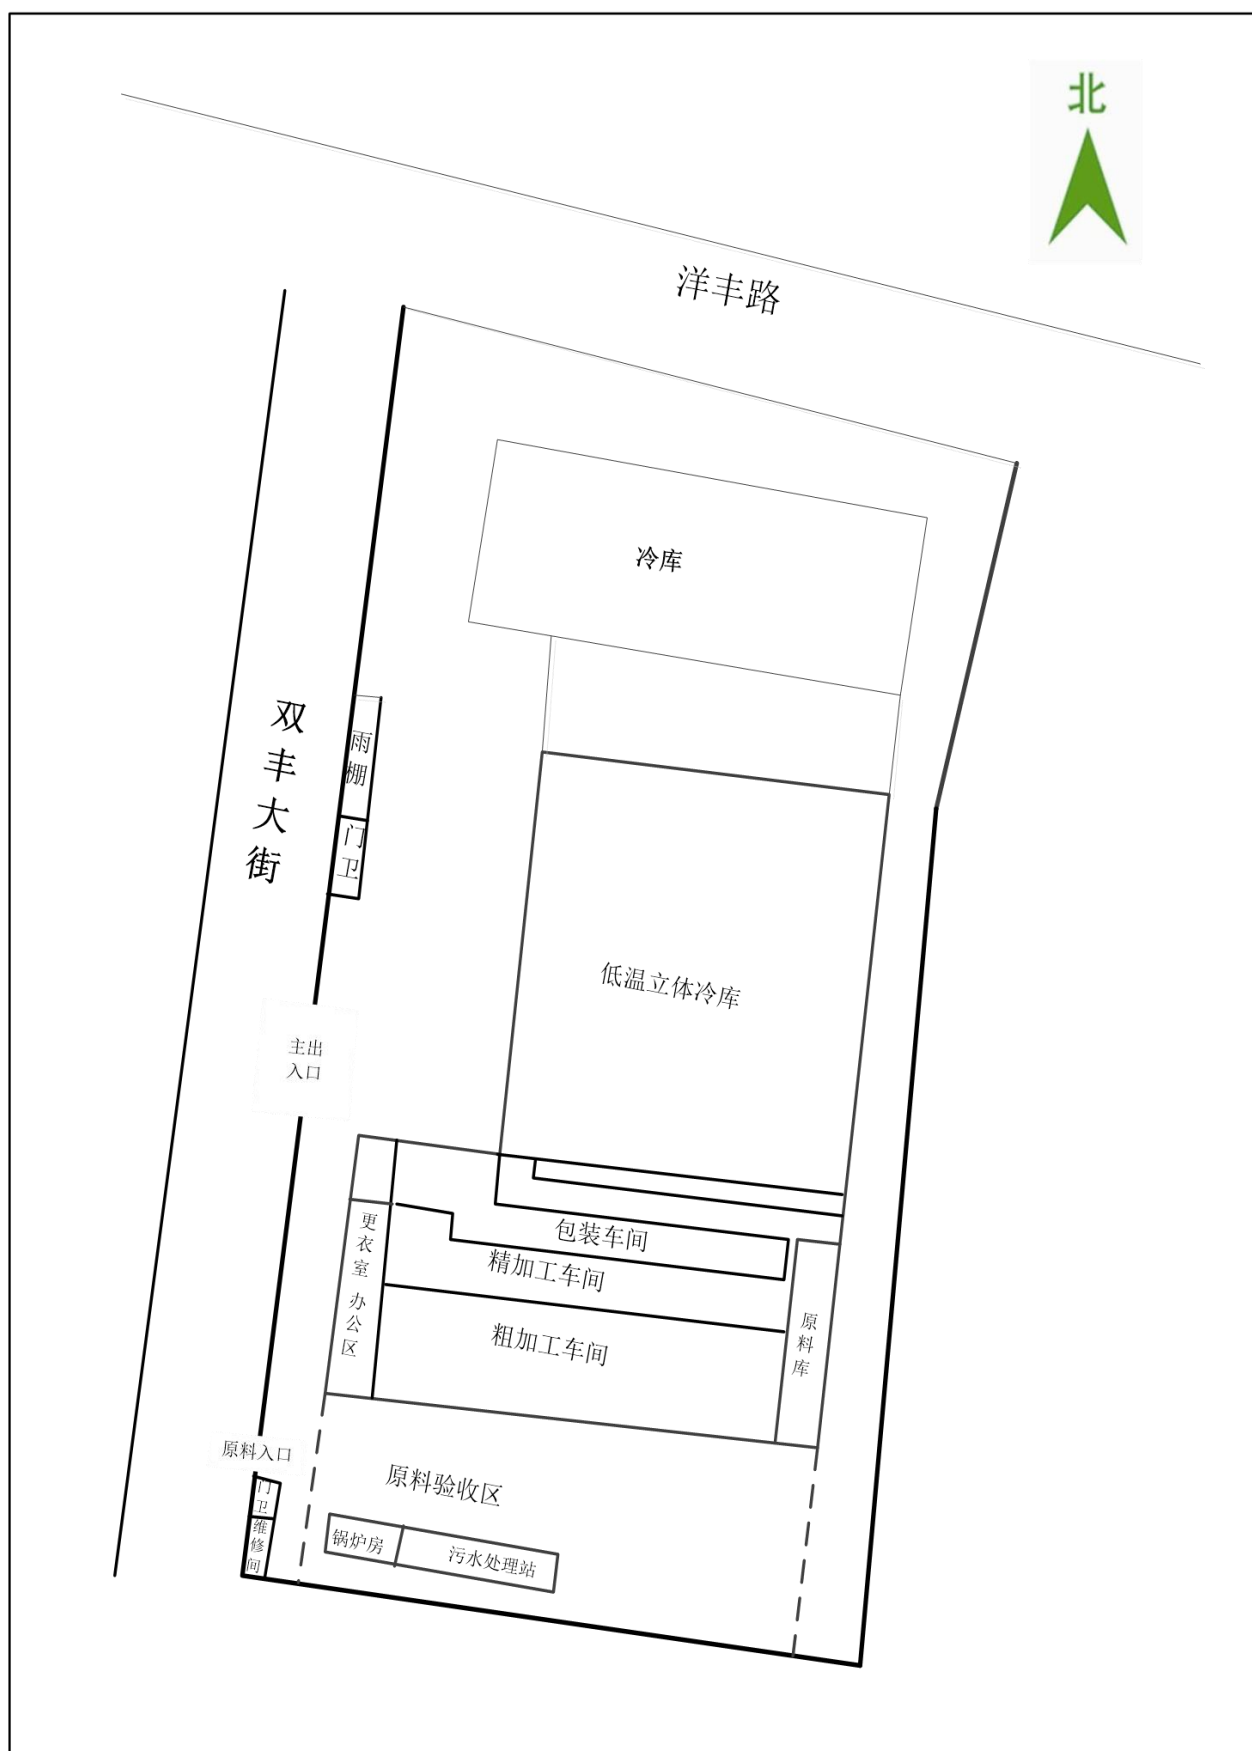 北
洋丰路
冷库
双丰大街
雨棚
门卫
低温立体冷库
主出
入口
包装车间
更衣室 办公区
精加工车间
原料库
粗加工车间
原料入口
原料验收区
门卫
维修间
锅炉房
污水处理站